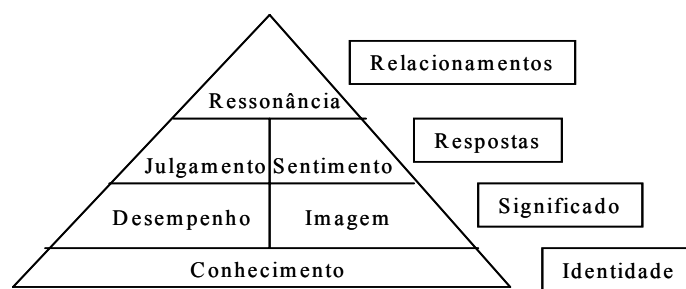 Relacionamentos
Ressonância
Respostas
Julgamento Sentimento
Significado
Desempenho Imagem
Conhecimento
Identidade